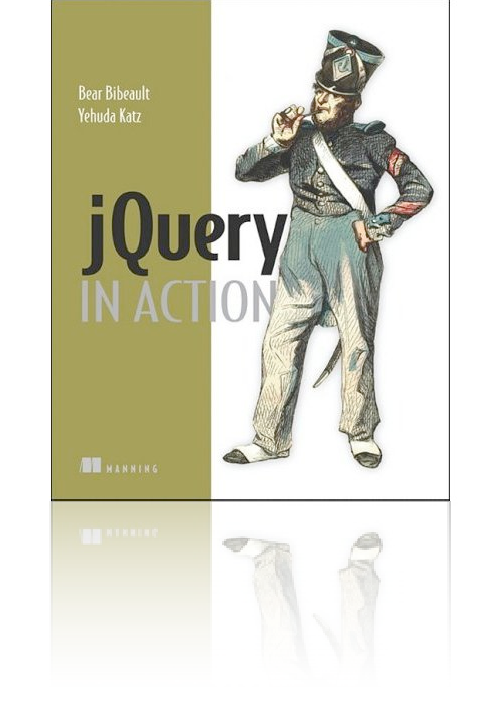 Bear Bibeault
Yehuda Katz
jQuery
IN ACTION
MANNING